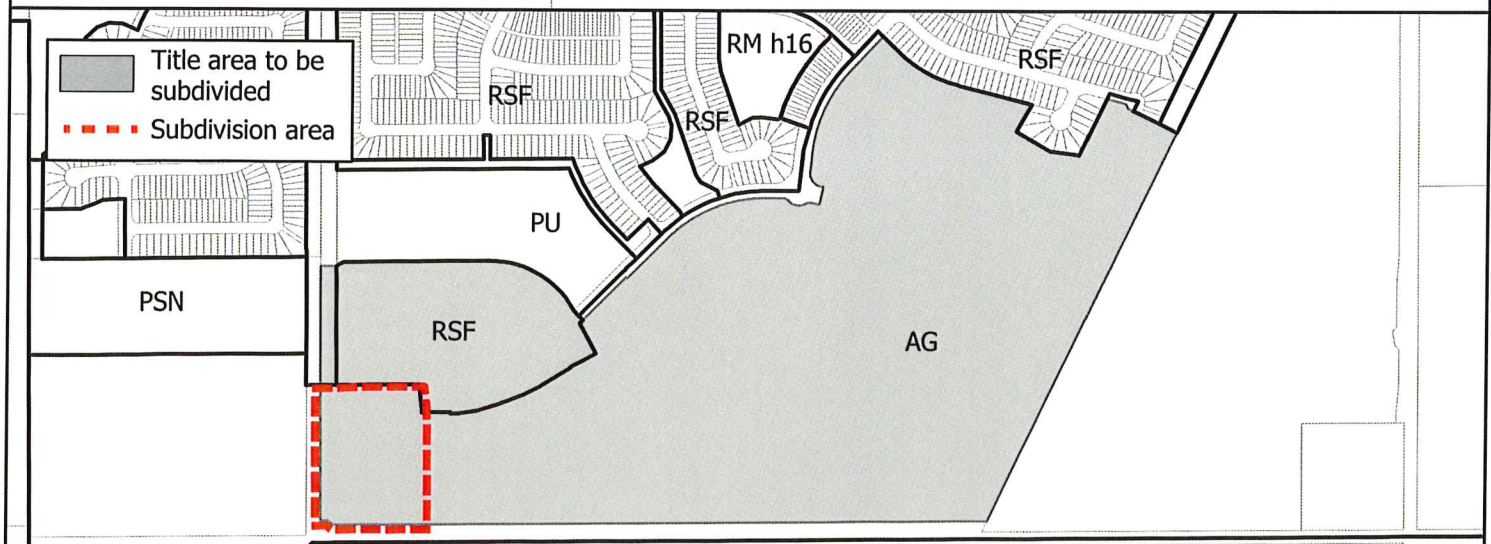 Title area to be
subdivided
Subdivision area
RSF
RM h16
RSF
RSF
PU
PSN
RSF
AG